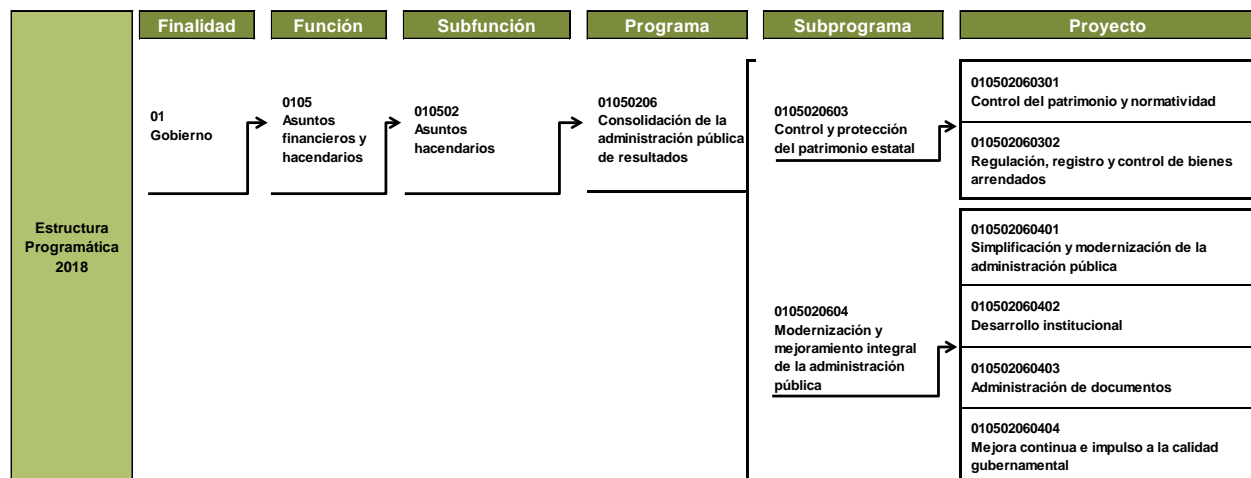 Finalidad
Función
Subfunción
Programa
Subprograma
Proyecto
Estructura
Programática
2018
01
Gobierno
0105
Asuntos
financieros y
hacendarios
010502
Asuntos
hacendarios
01050206
Consolidación de la
administración pública
de resultados
0105020603
Control y protección
del patrimonio estatal
010502060301
Control del patrimonio y normatividad
010502060302
Regulación, registro y control de bienes
arrendados
0105020604
Modernización y
mejoramiento integral
de la administración
pública
010502060401
Simplificación y modernización de la
administración pública
010502060402
Desarrollo institucional
010502060403
Administración de documentos
010502060404
Mejora continua e impulso a la calidad
gubernamental